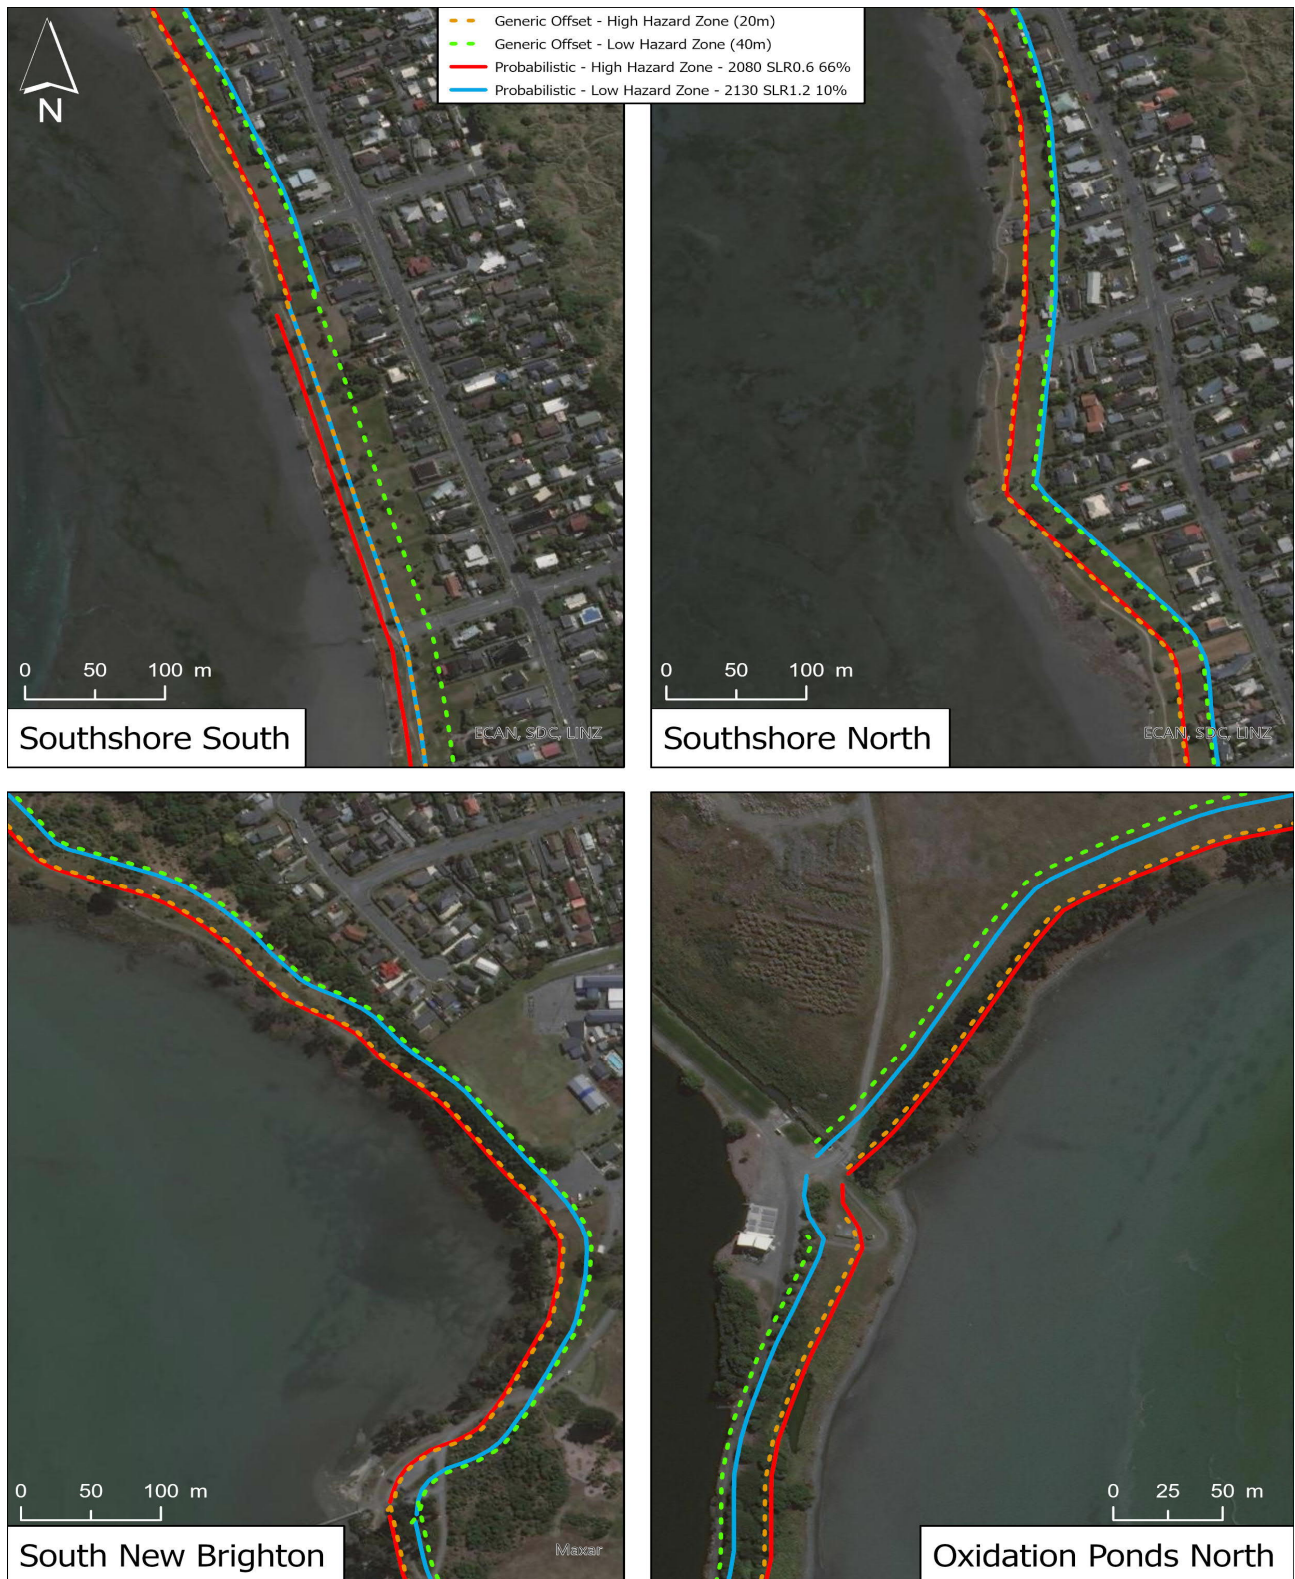 Generic Offset - High Hazard Zone (20m)
Generic Offset - Low Hazard Zone (40m)
Probabilistic - High Hazard Zone - 2080 SLR0.6 66%
Probabilistic - Low Hazard Zone - 2130 SLR1.2 10%
N
0 50 100 m
Southshore South
ECAN, SDC, LINZ
0 50 100 m
Southshore North
ECAN, SDC, LINZ
0 50 100 m
South New Brighton
Maxar
0 25 50 m
Oxidation Ponds North